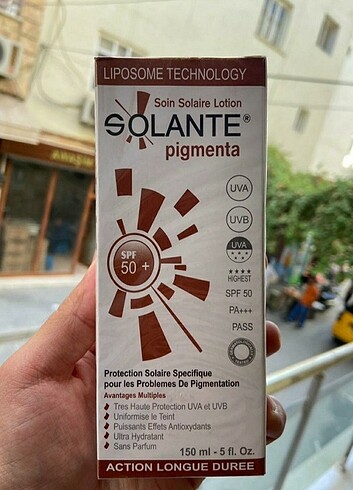 LIPOSOME TECHNOLOGY
Soin Solaire Lotion
SOLANTE®
pigmenta
SPF
50 +
UVA
UVB
UVA
HIGHEST
SPF 50
PA+++
PASS
Protection Solaire Specifique
pour les Problemes De Pigmentation
Avantages Multiples
Tres Haute Protection UVA et UVB
Uniformise le Teint
Puissants Effets Antioxydants
Ultra Hydratant
Sans Parfum
150 ml - 5 fl. Oz.
ACTION LONGUE DUREE